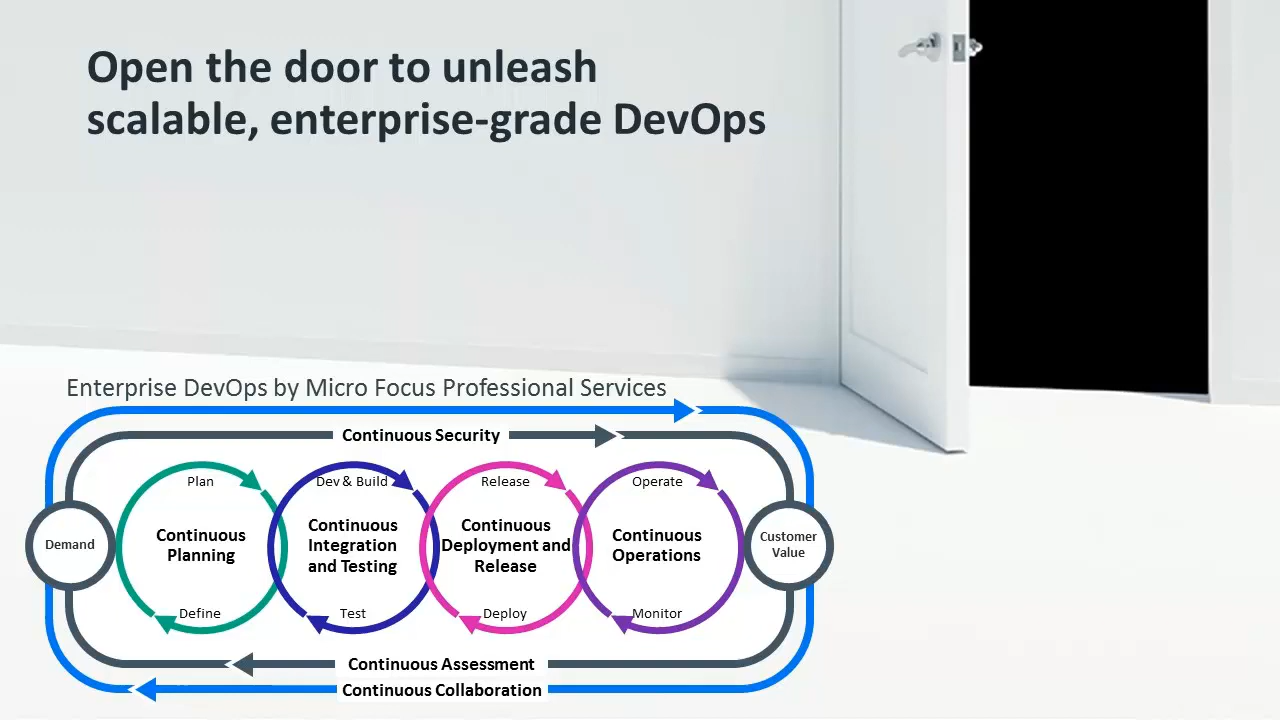 Open the door to unleash
scalable, enterprise-grade DevOps
Enterprise DevOps by Micro Focus Professional Services
Continuous Security
Demand
Plan
Continuous
Planning
Define
Dev & Build
Continuous
Integration
and Testing
Test
Release
Continuous
Deployment and
Release
Deploy
Operate
Continuous
Operations
Monitor
Customer
Value
Continuous Assessment
Continuous Collaboration